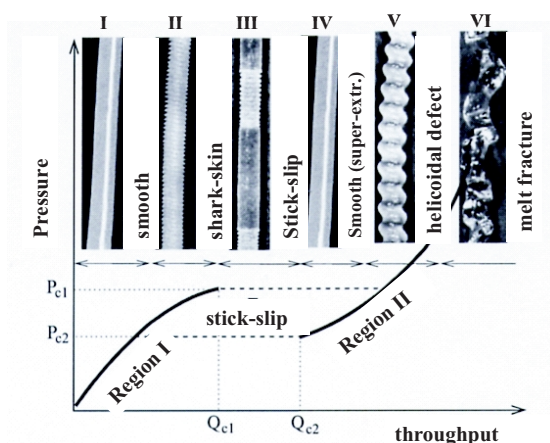 I II III IV V VI
Pressure
smooth
shark-skin
Stick-slip
Smooth (super-extr.)
helicoidal defect
melt fracture
Pc1
stick-slip
Pc2
Region I
Region II
Qc1 Qc2
throughput